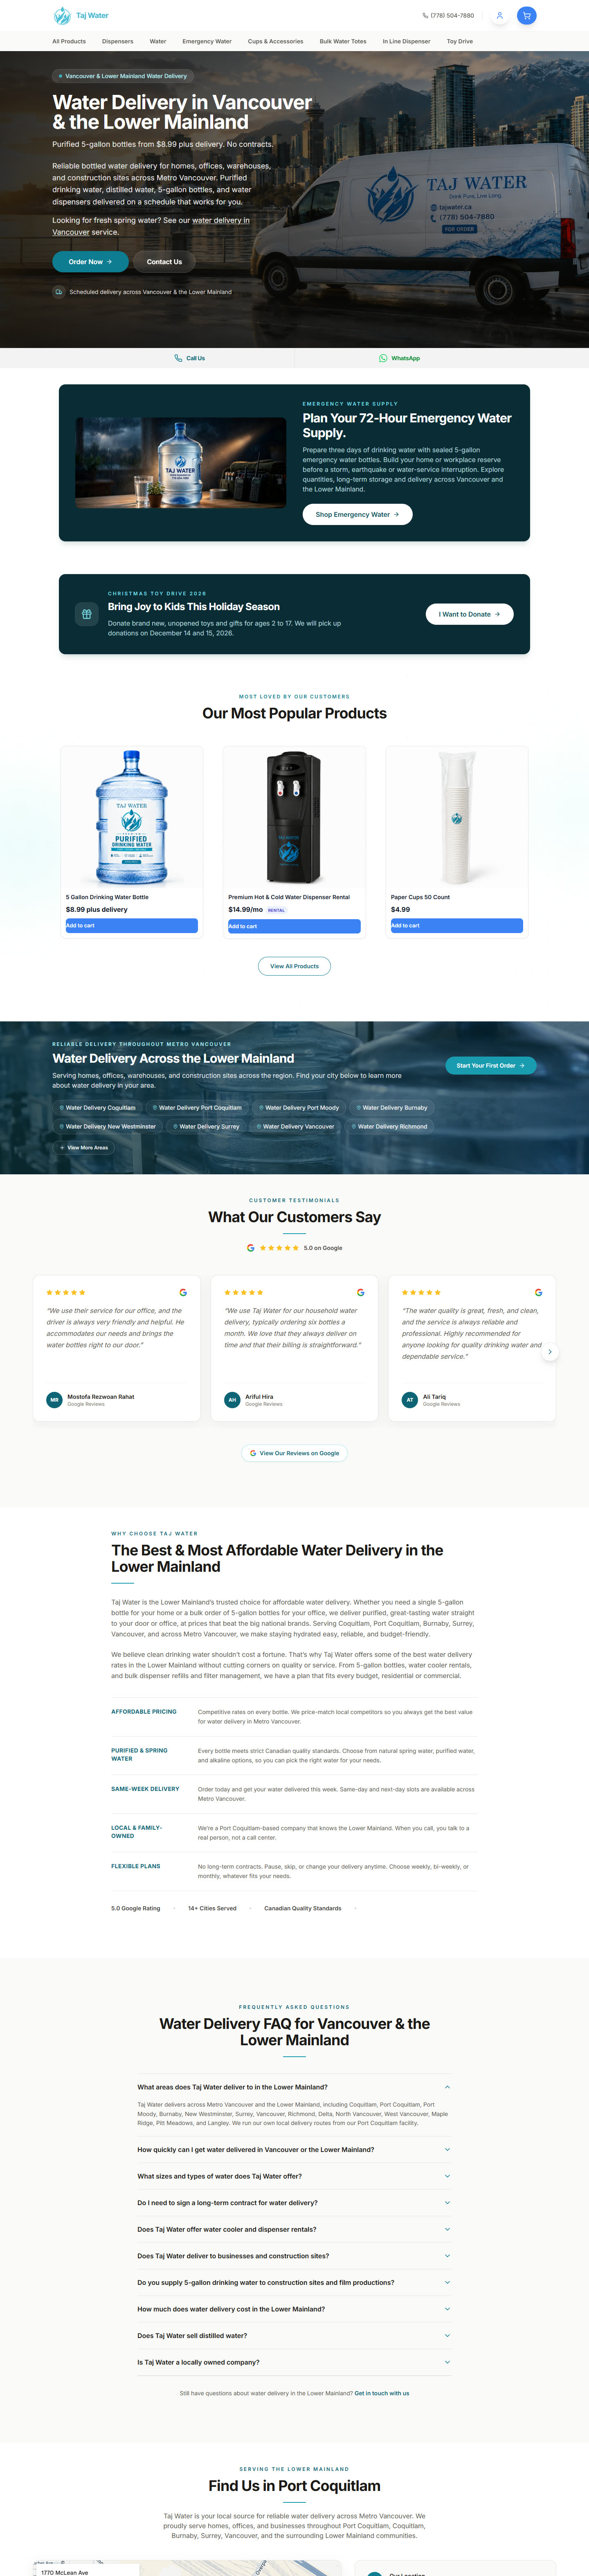 Taj Water
(778) 504-7880
All Products
Dispensers
Water
Emergency Water
Cups & Accessories
Bulk Water Totes
In Line Dispenser
Toy Drive
Vancouver & Lower Mainland Water Delivery
Water Delivery in Vancouver
& the Lower Mainland
Purified 5-gallon bottles from $8.99 plus delivery. No contracts.
Reliable bottled water delivery for homes, offices, warehouses,
and construction sites across Metro Vancouver. Purified
drinking water, distilled water, 5-gallon bottles, and water
dispensers delivered on a schedule that works for you.
Looking for fresh spring water? See our water delivery in
Vancouver service.
Order Now
Contact Us
Scheduled delivery across Vancouver & the Lower Mainland
TAJ WATER
Drink Pure, Live Long.
tajwater.ca
(778) 504-7880
FOR ORDER
Call Us
WhatsApp
TAJ WATER
EMERGENCY WATER SUPPLY
Plan Your 72-Hour Emergency Water
Supply.
Prepare three days of drinking water with sealed 5-gallon
emergency water bottles. Build your home or workplace reserve
before a storm, earthquake or water-service interruption. Explore
quantities, long-term storage and delivery across Vancouver and
the Lower Mainland.
Shop Emergency Water
CHRISTMAS TOY DRIVE 2026
Bring Joy to Kids This Holiday Season
Donate brand new, unopened toys and gifts for ages 2 to 17. We will pick up
donations on December 14 and 15, 2026.
I Want to Donate
MOST LOVED BY OUR CUSTOMERS
Our Most Popular Products
TAJ WATER
PURIFIED
DRINKING WATER
5 Gallon Drinking Water Bottle
$8.99 plus delivery
Add to cart
Premium Hot & Cold Water Dispenser Rental
$14.99/mo RENTAL
Add to cart
Paper Cups 50 Count
$4.99
Add to cart
View All Products
RELIABLE DELIVERY THROUGHOUT METRO VANCOUVER
Water Delivery Across the Lower Mainland
Serving homes, offices, warehouses, and construction sites across the region. Find your city below to learn more
about water delivery in your area.
Start Your First Order
Water Delivery Coquitlam
Water Delivery Port Coquitlam
Water Delivery Port Moody
Water Delivery Burnaby
Water Delivery New Westminster
Water Delivery Surrey
Water Delivery Vancouver
Water Delivery Richmond
View More Areas
CUSTOMER TESTIMONIALS
What Our Customers Say
5.0 on Google
"We use their service for our office, and the
driver is always very friendly and helpful. He
accommodates our needs and brings the
water bottles right to our door."
MR
Mostofa Rezwoan Rahat
Google Reviews
"We use Taj Water for our household water
delivery, typically ordering six bottles a
month. We love that they always deliver on
time and that their billing is straightforward."
AH
Ariful Hira
Google Reviews
"The water quality is great, fresh, and clean,
and the service is always reliable and
professional. Highly recommended for
anyone looking for quality drinking water and
dependable service."
AT
Ali Tariq
Google Reviews
View Our Reviews on Google
WHY CHOOSE TAJ WATER
The Best & Most Affordable Water Delivery in the
Lower Mainland
Taj Water is the Lower Mainland's trusted choice for affordable water delivery. Whether you need a single 5-gallon
bottle for your home or a bulk order of 5-gallon bottles for your office, we deliver purified, great-tasting water straight
to your door or office, at prices that beat the big national brands. Serving Coquitlam, Port Coquitlam, Burnaby, Surrey,
Vancouver, and across Metro Vancouver, we make staying hydrated easy, reliable, and budget-friendly.
We believe clean drinking water shouldn't cost a fortune. That's why Taj Water offers some of the best water delivery
rates in the Lower Mainland without cutting corners on quality or service. From 5-gallon bottles, water cooler rentals,
and bulk dispenser refills and filter management, we have a plan that fits every budget, residential or commercial.
AFFORDABLE PRICING
Competitive rates on every bottle. We price-match local competitors so you always get the best value
for water delivery in Metro Vancouver.
PURIFIED & SPRING
WATER
Every bottle meets strict Canadian quality standards. Choose from natural spring water, purified water,
and alkaline options, so you can pick the right water for your needs.
SAME-WEEK DELIVERY
Order today and get your water delivered this week. Same-day and next-day slots are available across
Metro Vancouver.
LOCAL & FAMILY-
OWNED
We're a Port Coquitlam-based company that knows the Lower Mainland. When you call, you talk to a
real person, not a call center.
FLEXIBLE PLANS
No long-term contracts. Pause, skip, or change your delivery anytime. Choose weekly, bi-weekly, or
monthly, whatever fits your needs.
5.0 Google Rating
14+ Cities Served
Canadian Quality Standards
FREQUENTLY ASKED QUESTIONS
Water Delivery FAQ for Vancouver & the
Lower Mainland
What areas does Taj Water deliver to in the Lower Mainland?
Taj Water delivers across Metro Vancouver and the Lower Mainland, including Coquitlam, Port Coquitlam, Port
Moody, Burnaby, New Westminster, Surrey, Vancouver, Richmond, Delta, North Vancouver, West Vancouver, Maple
Ridge, Pitt Meadows, and Langley. We run our own local delivery routes from our Port Coquitlam facility.
How quickly can I get water delivered in Vancouver or the Lower Mainland?
What sizes and types of water does Taj Water offer?
Do I need to sign a long-term contract for water delivery?
Does Taj Water offer water cooler and dispenser rentals?
Does Taj Water deliver to businesses and construction sites?
Do you supply 5-gallon drinking water to construction sites and film productions?
How much does water delivery cost in the Lower Mainland?
Does Taj Water sell distilled water?
Is Taj Water a locally owned company?
Still have questions about water delivery in the Lower Mainland? Get in touch with us
SERVING THE LOWER MAINLAND
Find Us in Port Coquitlam
Taj Water is your local source for reliable water delivery across Metro Vancouver. We
proudly serve homes, offices, and businesses throughout Port Coquitlam, Coquitlam,
Burnaby, Surrey, Vancouver, and the surrounding Lower Mainland communities.
1770 McLean Ave